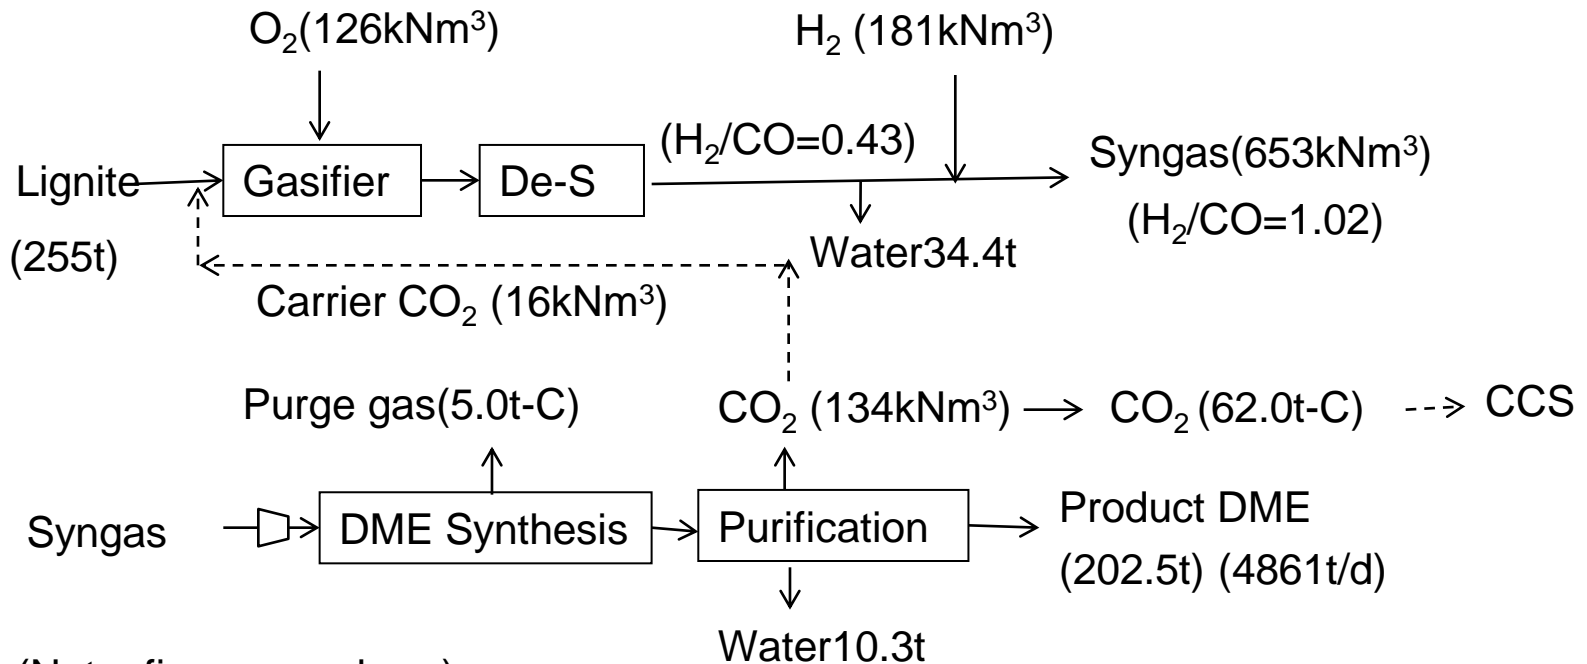 O₂(126kNm³)
H₂ (181kNm³)
(H₂/CO=0.43)
Syngas(653kNm³)
Lignite
Gasifier
De-S
(H₂/CO=1.02)
(255t)
Water34.4t
Carrier CO₂ (16kNm³)
Purge gas(5.0t-C)
CO₂ (134kNm³)
CO₂ (62.0t-C)
CCS
Syngas
DME Synthesis
Purification
Product DME
(202.5t) (4861t/d)
Water10.3t